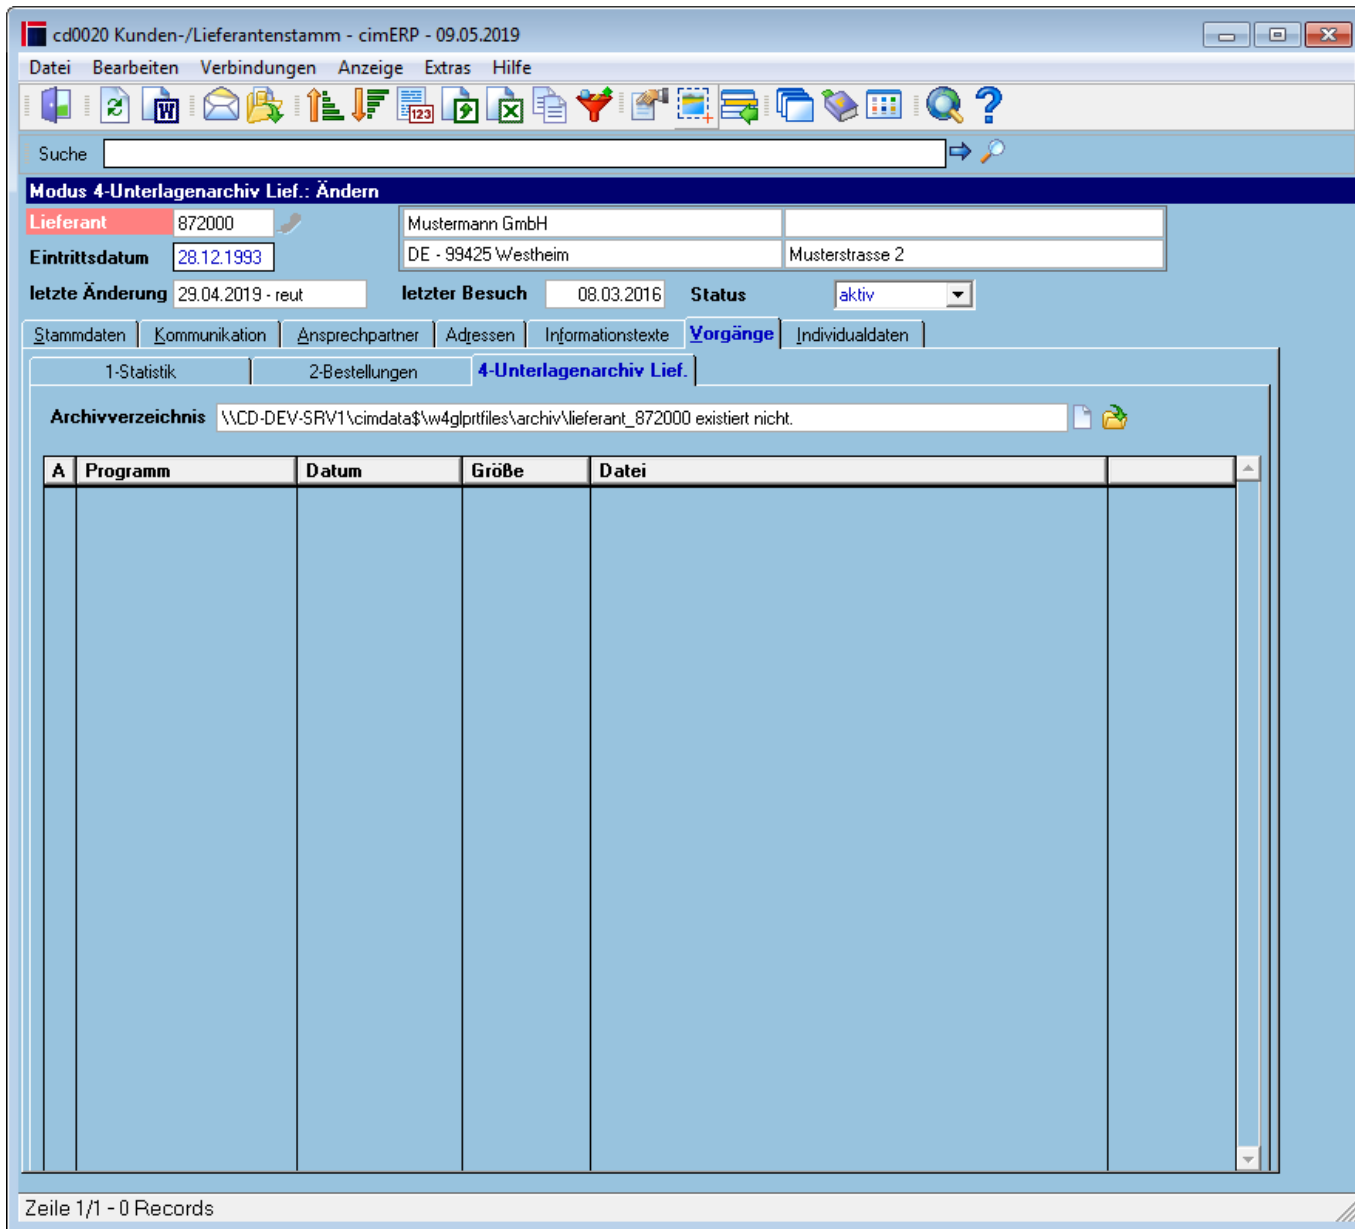 cd0020 Kunden-/Lieferantenstamm - cimERP - 09.05.2019
Datei Bearbeiten Verbindungen Anzeige Extras Hilfe
W 123
Suche
Modus 4-Unterlagenarchiv Lief.: Ändern
Lieferant 872000 Mustermann GmbH
Eintrittsdatum 28.12.1993 DE - 99425 Westheim Musterstrasse 2
letzte Änderung 29.04.2019 - reut letzter Besuch 08.03.2016 Status aktiv
Stammdaten Kommunikation Ansprechpartner Adressen Informationstexte Vorgänge Individualdaten
1-Statistik 2-Bestellungen 4-Unterlagenarchiv Lief.
Archivverzeichnis \\CD-DEV-SRV1\cimdata$\w4glprtfiles\archiv\lieferant_872000 existiert nicht.
A Programm Datum Größe Datei
Zeile 1/1 - 0 Records